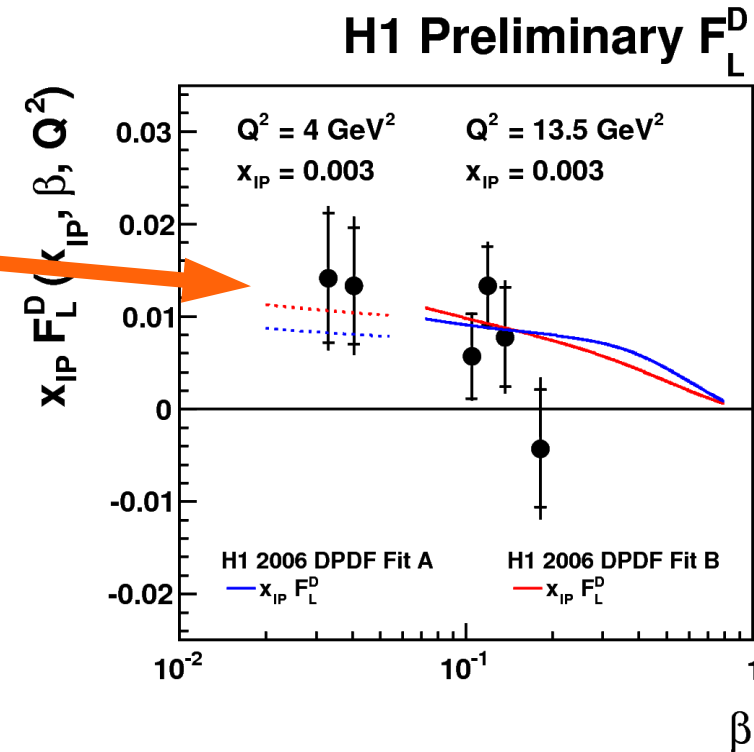 H1 Preliminary F_L^D
x_IP F_L^D (x_IP, β, Q²)
Q² = 4 GeV²
x_IP = 0.003
Q² = 13.5 GeV²
x_IP = 0.003
0.03
0.02
0.01
0
-0.01
-0.02
H1 2006 DPDF Fit A
x_IP F_L^D
H1 2006 DPDF Fit B
x_IP F_L^D
10⁻²
10⁻¹
1
β